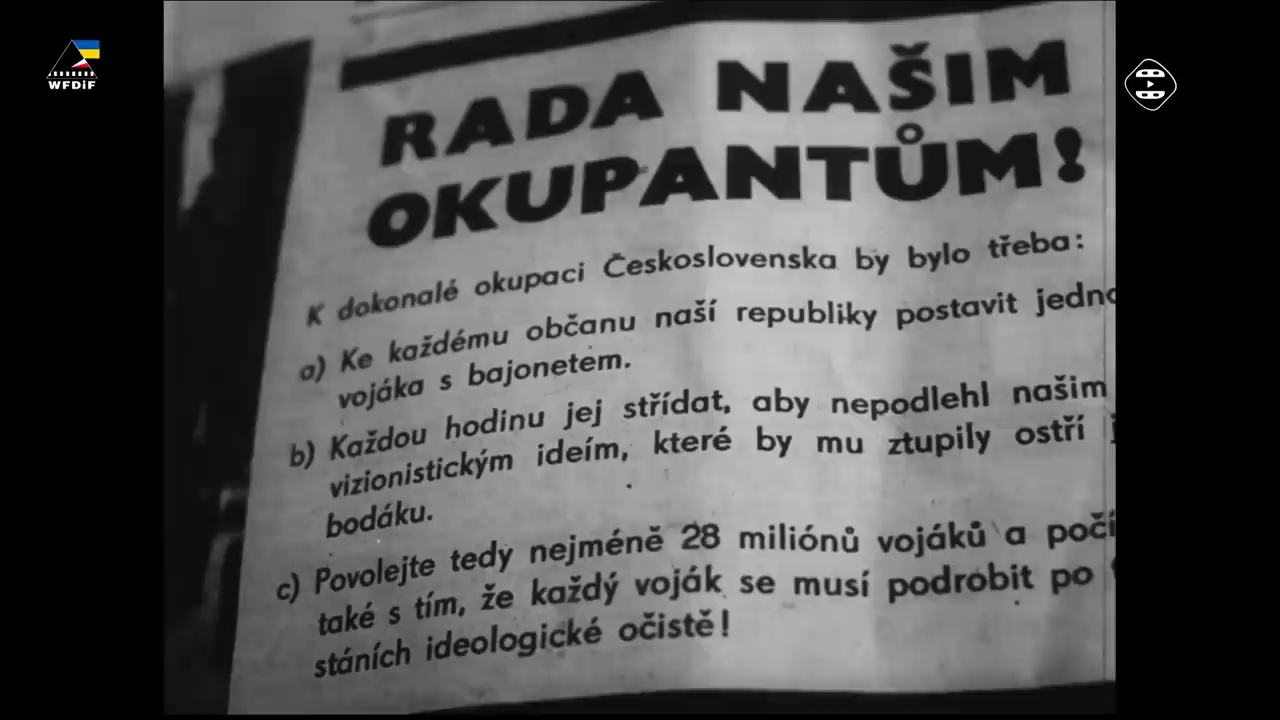 WFDiF
RADA NAŠIM
OKUPANTŮM!
K dokonalé okupaci Československa by bylo třeba:
a) Ke každému občanu naší republiky postavit jedno
vojáka s bajonetem.
b) Každou hodinu jej střídat, aby nepodlehl našim
vizionistickým ideím, které by mu ztupily ostří
bodáku.
c) Povolejte tedy nejméně 28 miliónů vojáků a počí
také s tím, že každý voják se musí podrobit po
stáních ideologické očistě!